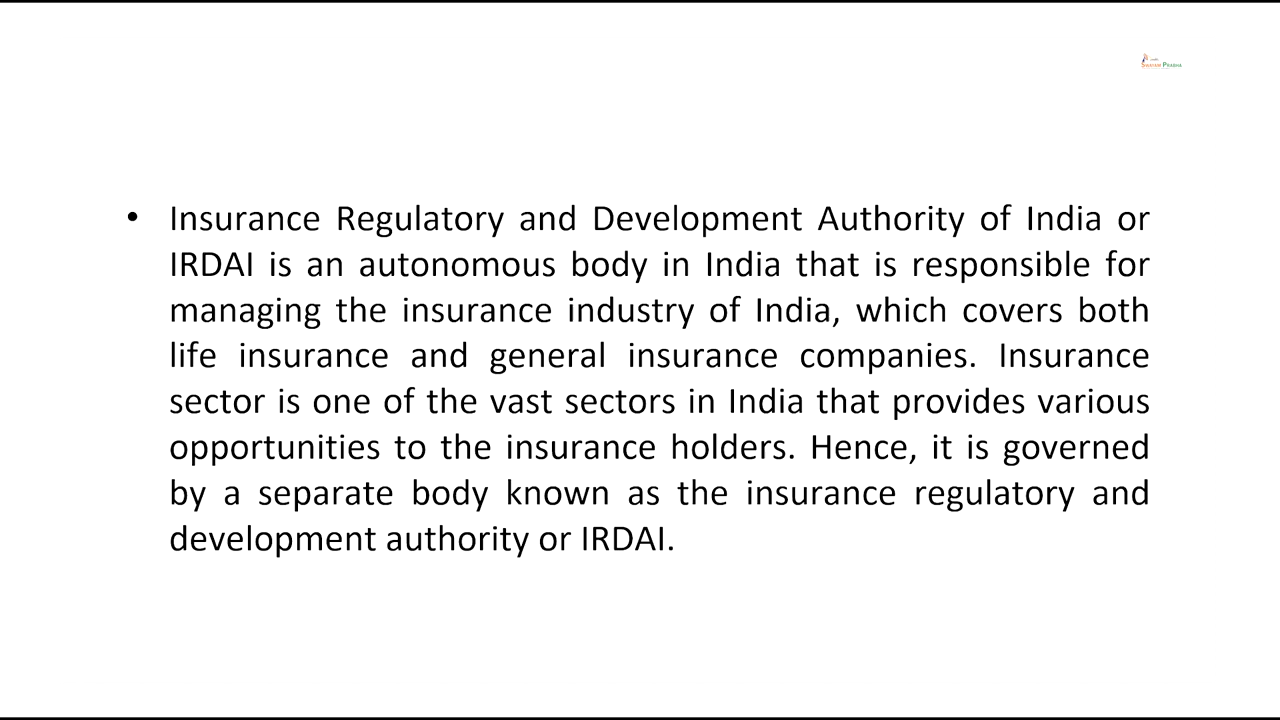 SWAYAM PRABHA
• Insurance Regulatory and Development Authority of India or
IRDAI is an autonomous body in India that is responsible for
managing the insurance industry of India, which covers both
life insurance and general insurance companies. Insurance
sector is one of the vast sectors in India that provides various
opportunities to the insurance holders. Hence, it is governed
by a separate body known as the insurance regulatory and
development authority or IRDAI.